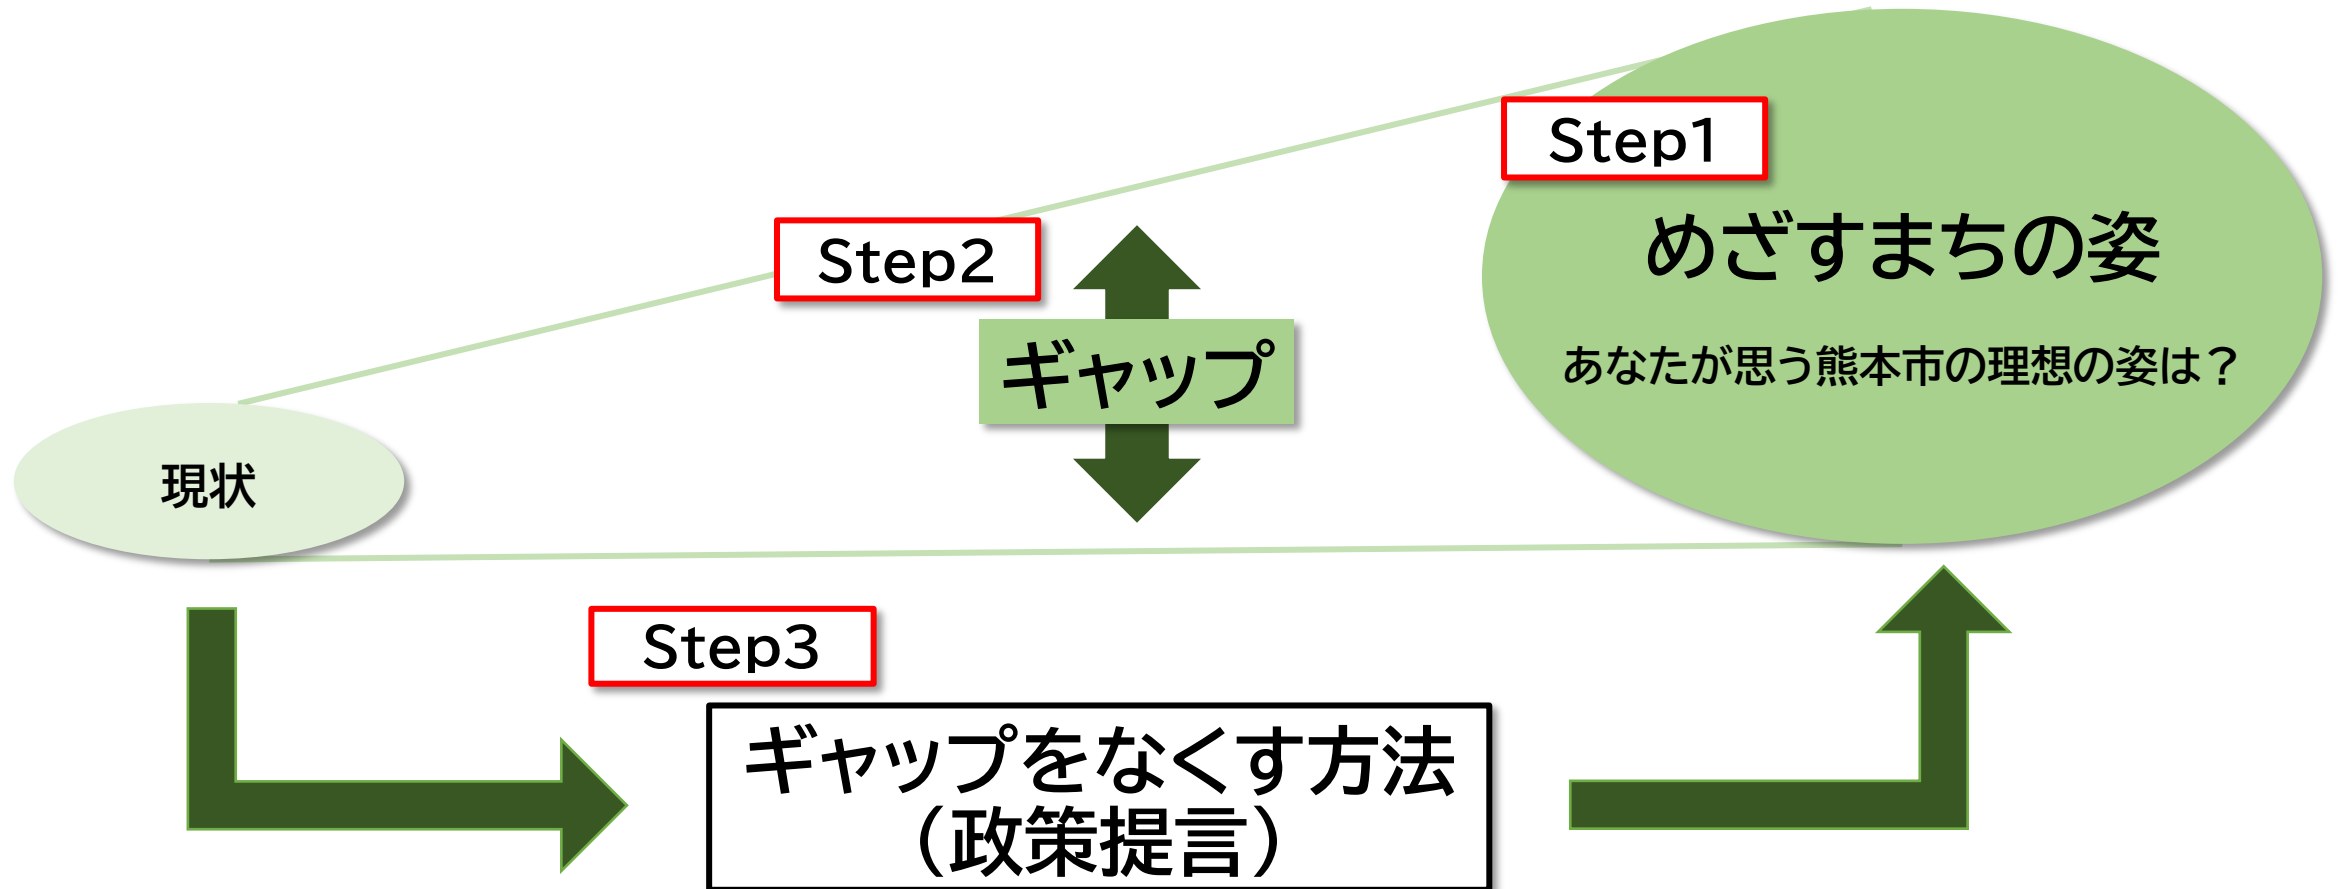 Step1
めざすまちの姿
あなたが思う熊本市の理想の姿は？
Step2
ギャップ
現状
Step3
ギャップをなくす方法
（政策提言）